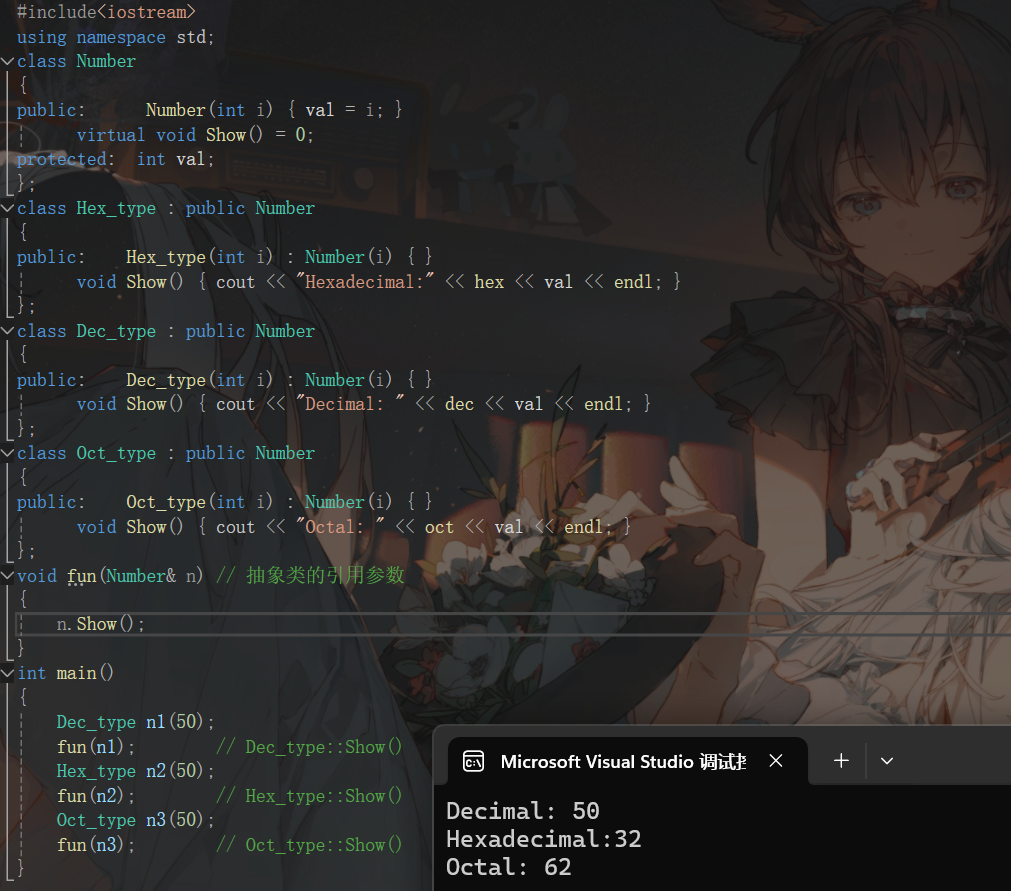 #include<iostream>
using namespace std;
class Number
{
public:      Number(int i) { val = i; }
      virtual void Show() = 0;
protected:  int val;
};
class Hex_type : public Number
{
public:    Hex_type(int i) : Number(i) { }
      void Show() { cout << "Hexadecimal:" << hex << val << endl; }
};
class Dec_type : public Number
{
public:    Dec_type(int i) : Number(i) { }
      void Show() { cout << "Decimal: " << dec << val << endl; }
};
class Oct_type : public Number
{
public:    Oct_type(int i) : Number(i) { }
      void Show() { cout << "Octal: " << oct << val << endl; }
};
void fun(Number& n) // 抽象类的引用参数
{
    n.Show();
}
int main()
{
    Dec_type n1(50);
    fun(n1);        // Dec_type::Show()
    Hex_type n2(50);
    fun(n2);        // Hex_type::Show()
    Oct_type n3(50);
    fun(n3);        // Oct_type::Show()
}
Microsoft Visual Studio 调试
Decimal: 50
Hexadecimal:32
Octal: 62